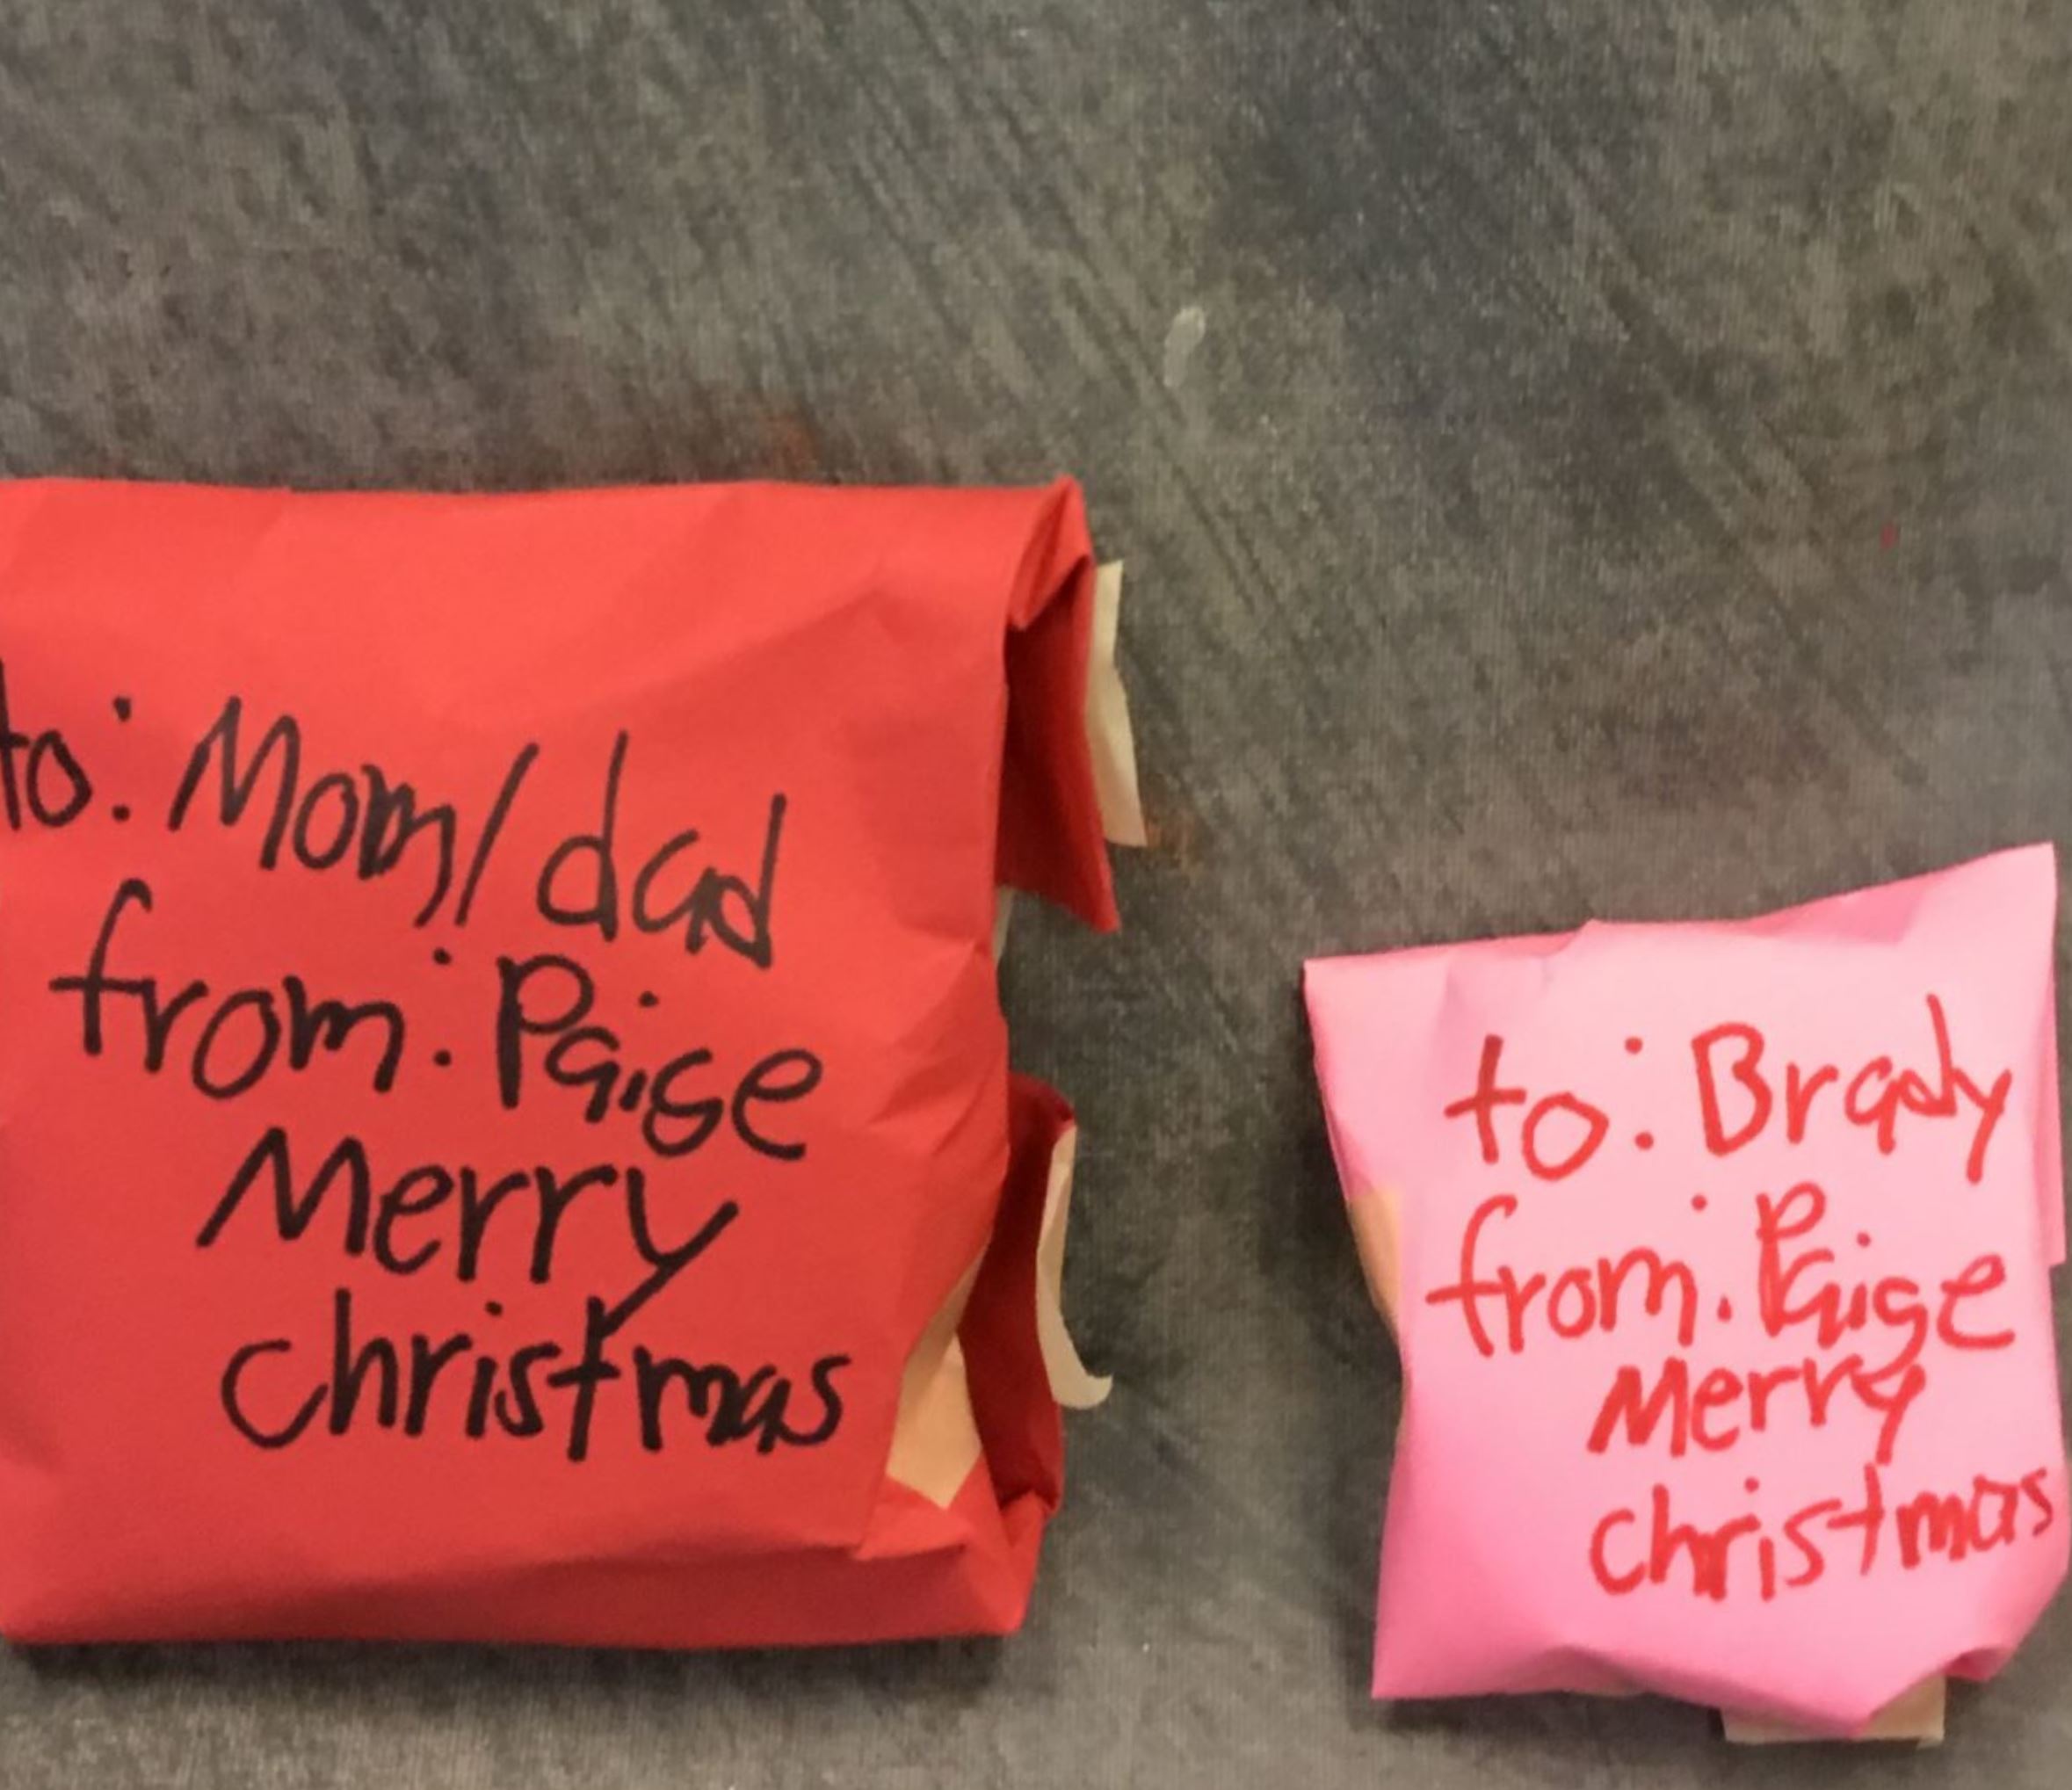 to: Mom/dad
from: Paige
Merry
christmas
to: Brady
from: Paige
Merry
christmas